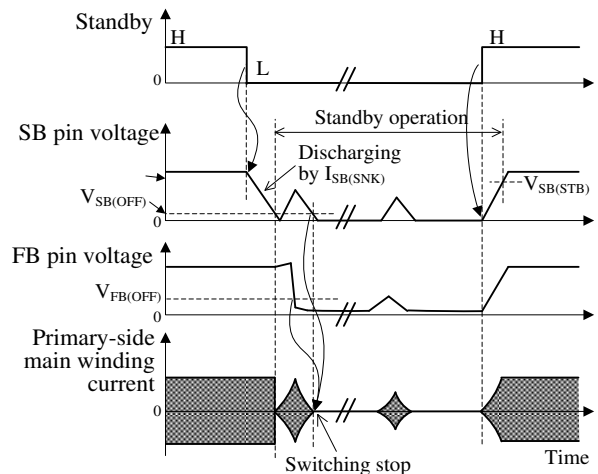 Standby
H
H
L
0
Standby operation
SB pin voltage
Discharging
by I_SB(SNK)
V_SB(STB)
V_SB(OFF)
0
FB pin voltage
V_FB(OFF)
0
Primary-side
main winding
current
0
Time
Switching stop